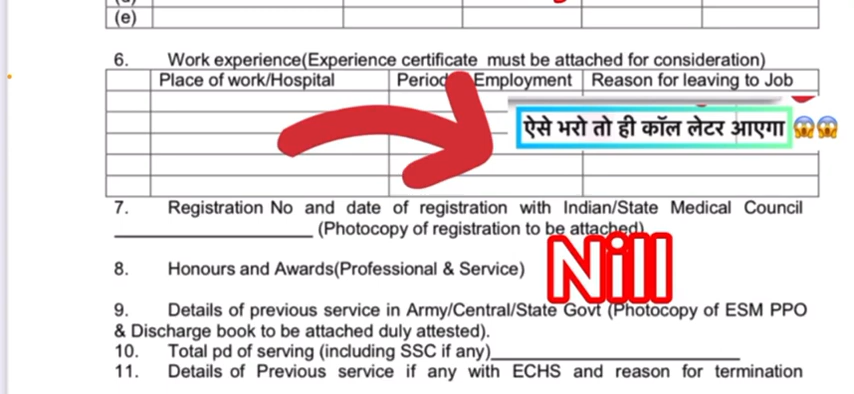 (e)
6. Work experience(Experience certificate must be attached for consideration)
Place of work/Hospital Period Employment Reason for leaving to Job
ऐसे भरो तो ही कॉल लेटर आएगा 😱😱
7. Registration No and date of registration with Indian/State Medical Council
____________________ (Photocopy of registration to be attached)
Nill
8. Honours and Awards(Professional & Service)
9. Details of previous service in Army/Central/State Govt (Photocopy of ESM PPO
& Discharge book to be attached duly attested).
10. Total pd of serving (including SSC if any)_________________________
11. Details of Previous service if any with ECHS and reason for termination